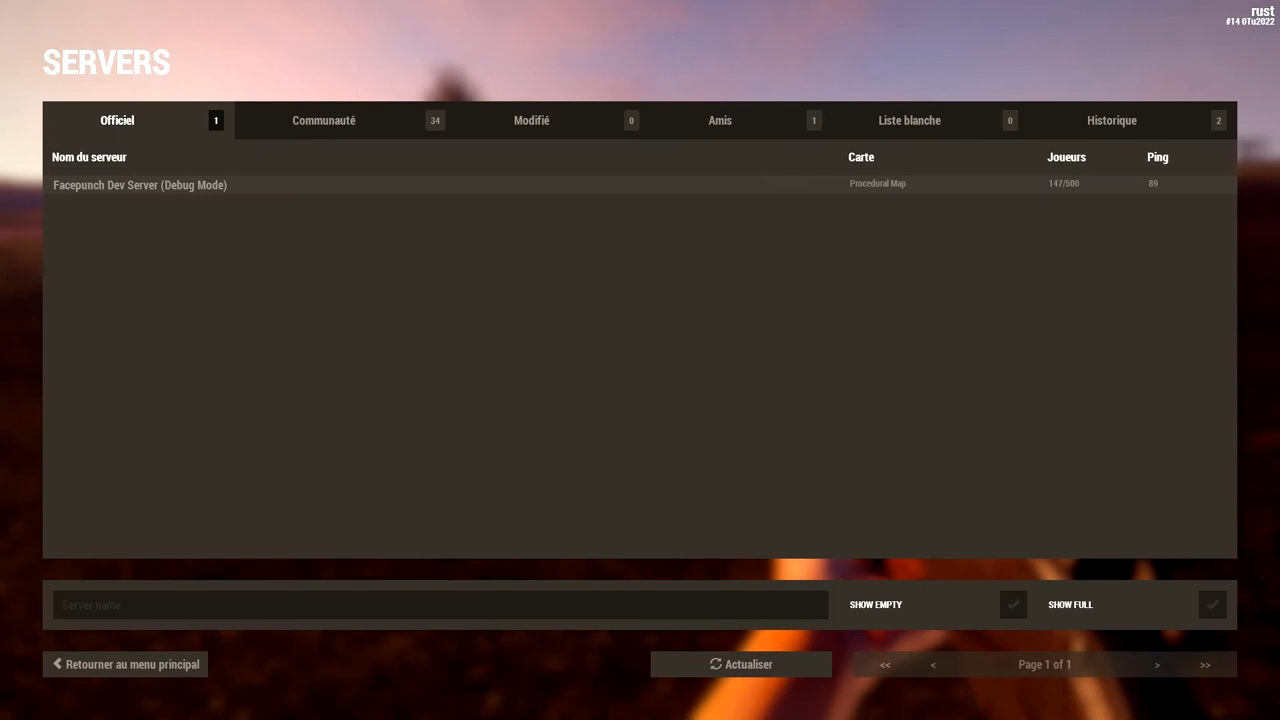 rust
#14 0Tu2022
SERVERS
Officiel 1 Communauté 34 Modifié 0 Amis 1 Liste blanche 0 Historique 2
Nom du serveur Carte Joueurs Ping
Facepunch Dev Server (Debug Mode) Procedural Map 147/500 89
Server name SHOW EMPTY SHOW FULL
Retourner au menu principal Actualiser << < Page 1 of 1 > >>